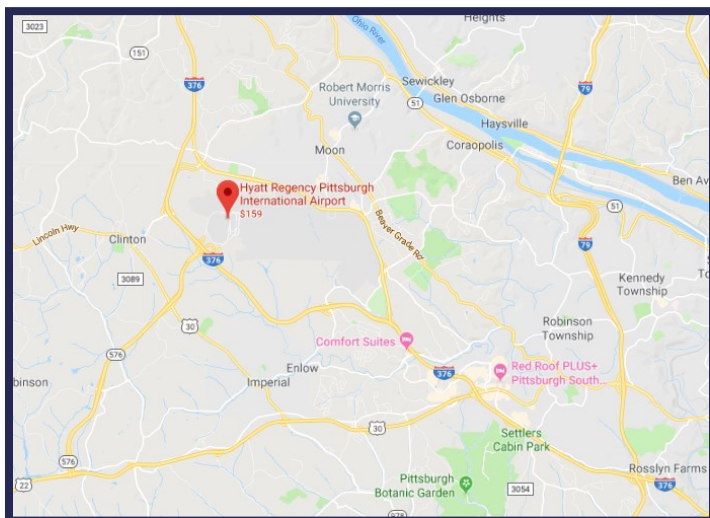 3023
Heights
Ohio River
151
376
79
Sewickley
Robert Morris
University
51
Glen Osborne
Haysville
Moon
Coraopolis
Ben Av
Hyatt Regency Pittsburgh
International Airport
$159
51
Beaver Grade Rd
Lincoln Hwy
Clinton
79
376
3089
Kennedy
Township
30
Robinson
Township
Comfort Suites
576
Enlow
376
Red Roof PLUS+
Pittsburgh South...
binson
Imperial
30
Settlers
Cabin Park
576
Rosslyn Farms
22
Pittsburgh
Botanic Garden
3054
376
978